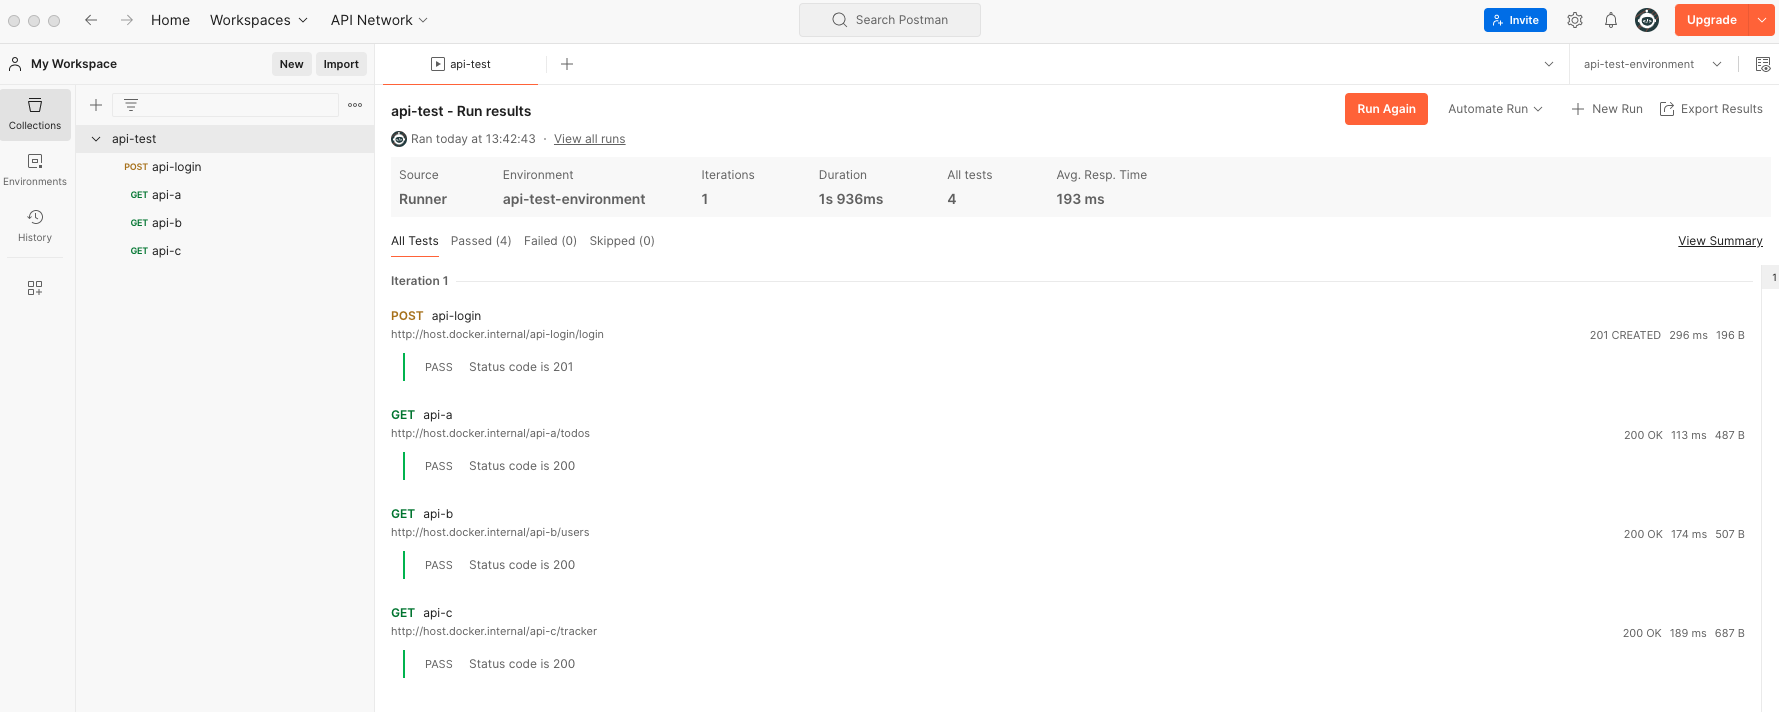 Home Workspaces API Network Search Postman Invite Upgrade
My Workspace New Import api-test api-test-environment
Collections
Environments
History
api-test
POST api-login
GET api-a
GET api-b
GET api-c
api-test - Run results Run Again Automate Run New Run Export Results
Ran today at 13:42:43 · View all runs
Source Environment Iterations Duration All tests Avg. Resp. Time
Runner api-test-environment 1 1s 936ms 4 193 ms
All Tests Passed (4) Failed (0) Skipped (0) View Summary
Iteration 1 1
POST api-login
http://host.docker.internal/api-login/login 201 CREATED 296 ms 196 B
PASS Status code is 201
GET api-a
http://host.docker.internal/api-a/todos 200 OK 113 ms 487 B
PASS Status code is 200
GET api-b
http://host.docker.internal/api-b/users 200 OK 174 ms 507 B
PASS Status code is 200
GET api-c
http://host.docker.internal/api-c/tracker 200 OK 189 ms 687 B
PASS Status code is 200